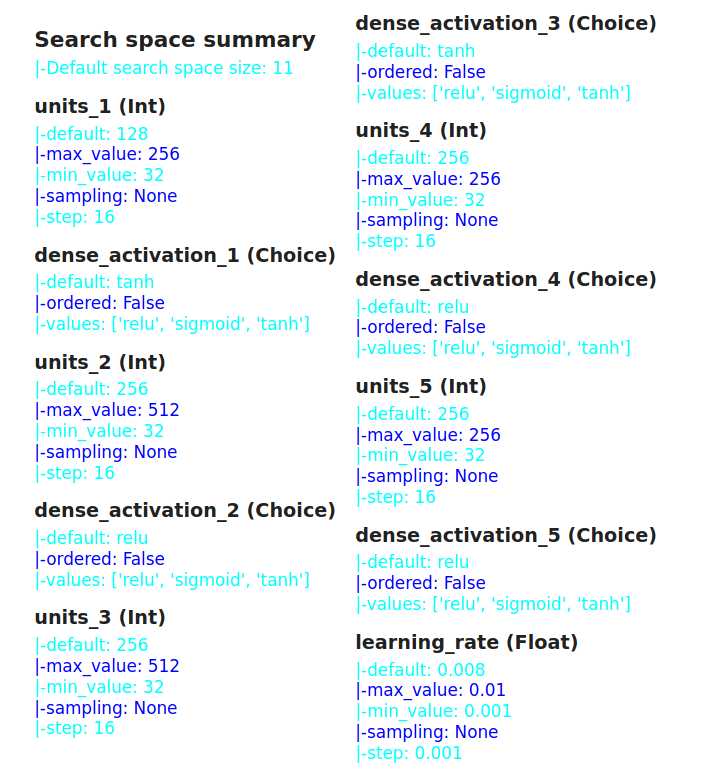 Search space summary
|-Default search space size: 11
units_1 (Int)
|-default: 128
|-max_value: 256
|-min_value: 32
|-sampling: None
|-step: 16
dense_activation_1 (Choice)
|-default: tanh
|-ordered: False
|-values: ['relu', 'sigmoid', 'tanh']
units_2 (Int)
|-default: 256
|-max_value: 512
|-min_value: 32
|-sampling: None
|-step: 16
dense_activation_2 (Choice)
|-default: relu
|-ordered: False
|-values: ['relu', 'sigmoid', 'tanh']
units_3 (Int)
|-default: 256
|-max_value: 512
|-min_value: 32
|-sampling: None
|-step: 16
dense_activation_3 (Choice)
|-default: tanh
|-ordered: False
|-values: ['relu', 'sigmoid', 'tanh']
units_4 (Int)
|-default: 256
|-max_value: 256
|-min_value: 32
|-sampling: None
|-step: 16
dense_activation_4 (Choice)
|-default: relu
|-ordered: False
|-values: ['relu', 'sigmoid', 'tanh']
units_5 (Int)
|-default: 256
|-max_value: 256
|-min_value: 32
|-sampling: None
|-step: 16
dense_activation_5 (Choice)
|-default: relu
|-ordered: False
|-values: ['relu', 'sigmoid', 'tanh']
learning_rate (Float)
|-default: 0.008
|-max_value: 0.01
|-min_value: 0.001
|-sampling: None
|-step: 0.001